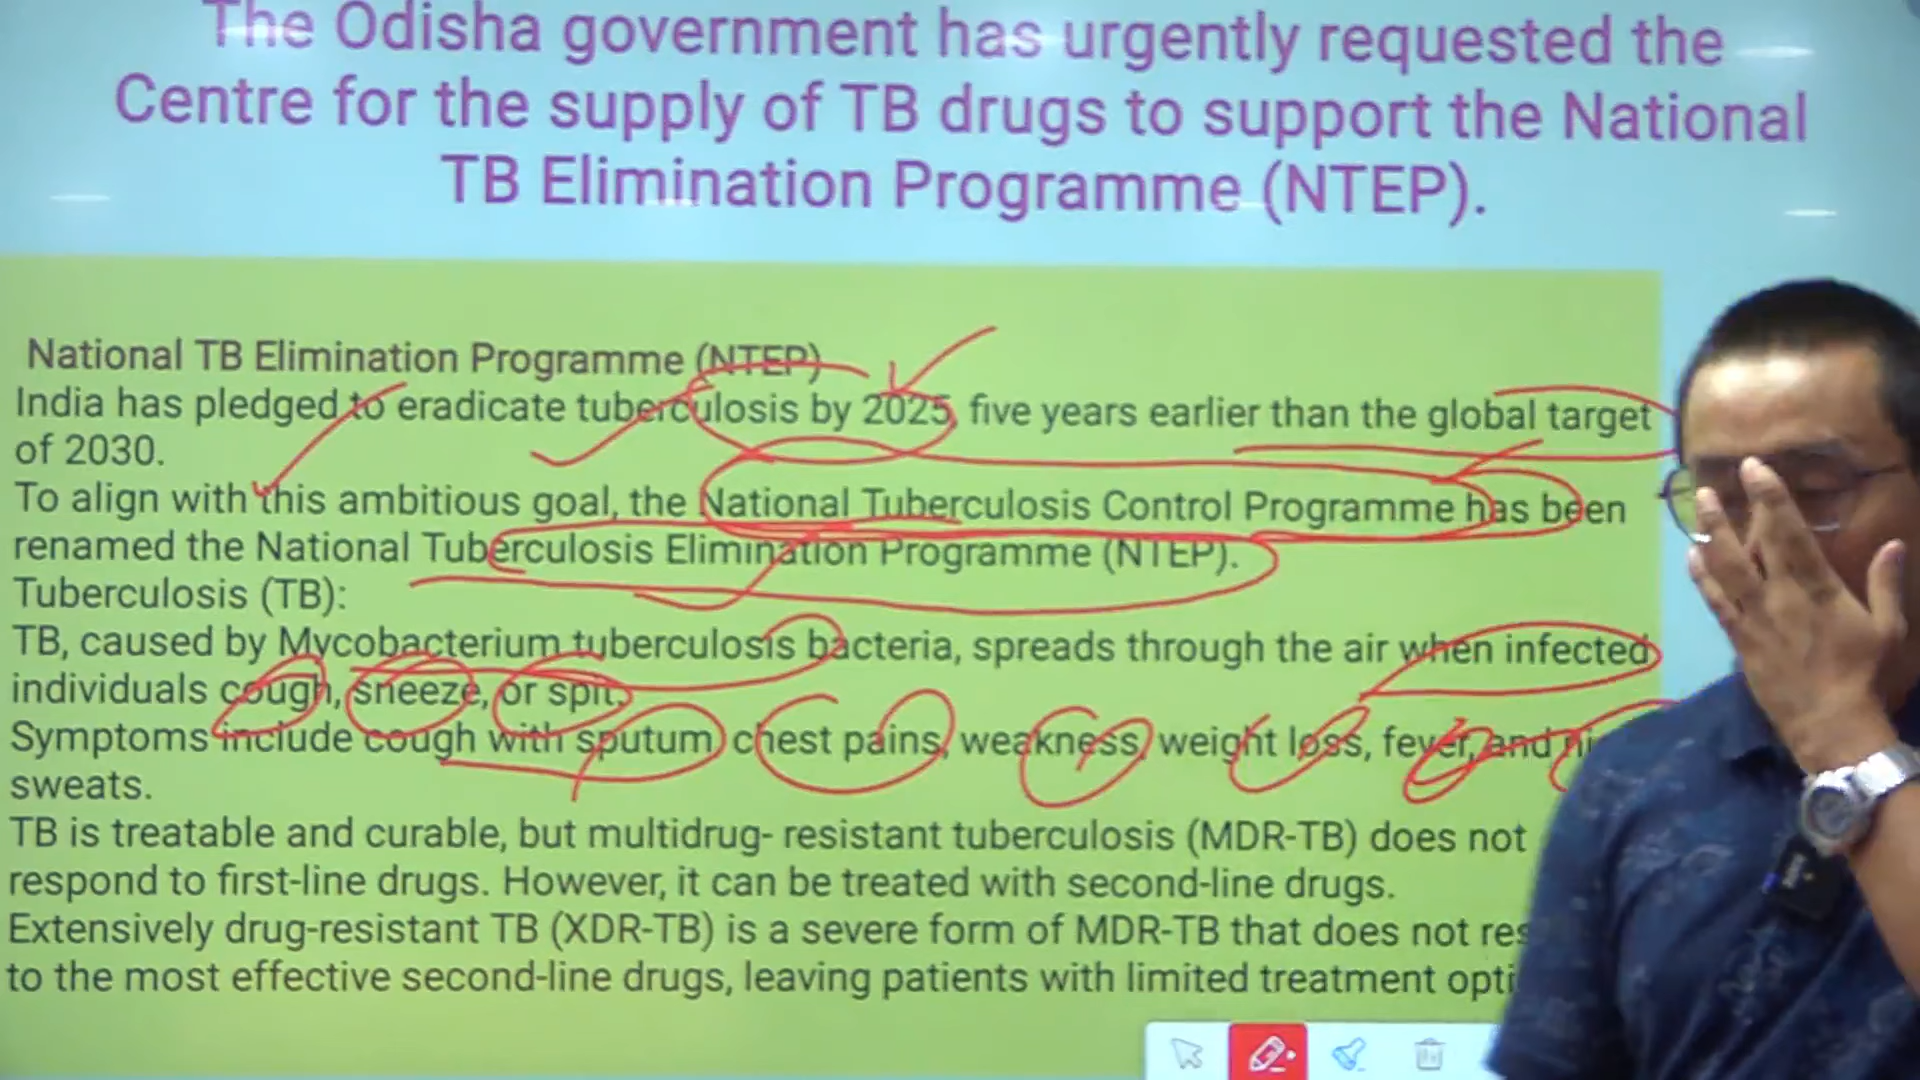 The Odisha government has urgently requested the
Centre for the supply of TB drugs to support the National
TB Elimination Programme (NTEP).
National TB Elimination Programme (NTEP)
India has pledged to eradicate tuberculosis by 2025, five years earlier than the global target
of 2030.
To align with this ambitious goal, the National Tuberculosis Control Programme has been
renamed the National Tuberculosis Elimination Programme (NTEP).
Tuberculosis (TB):
TB, caused by Mycobacterium tuberculosis bacteria, spreads through the air when infected
individuals cough, sneeze, or spit.
Symptoms include cough with sputum, chest pains, weakness, weight loss, fever, and
sweats.
TB is treatable and curable, but multidrug- resistant tuberculosis (MDR-TB) does not
respond to first-line drugs. However, it can be treated with second-line drugs.
Extensively drug-resistant TB (XDR-TB) is a severe form of MDR-TB that does not
to the most effective second-line drugs, leaving patients with limited treatment